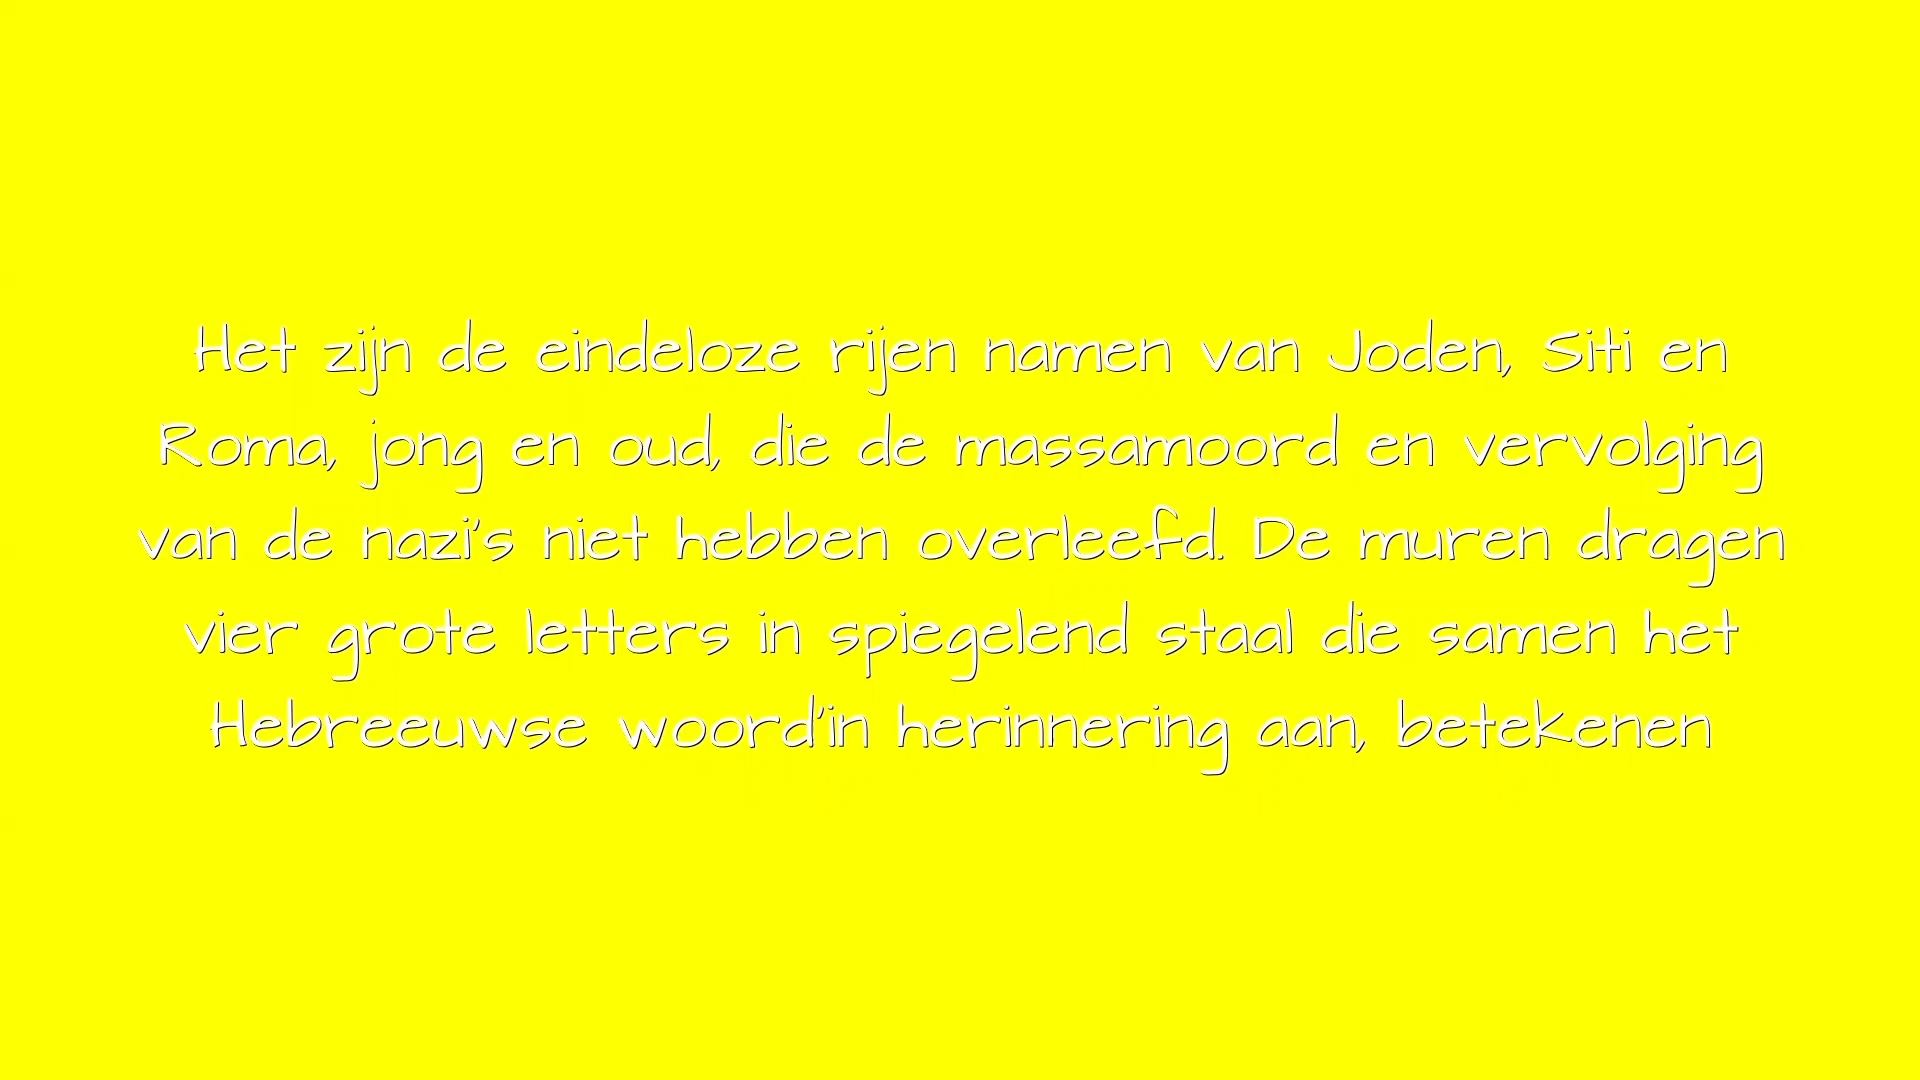 Het zijn de eindeloze rijen namen van Joden, Siti en
Roma, jong en oud, die de massamoord en vervolging
van de nazi's niet hebben overleefd. De muren dragen
vier grote letters in spiegelend staal die samen het
Hebreeuwse woord'in herinnering aan, betekenen